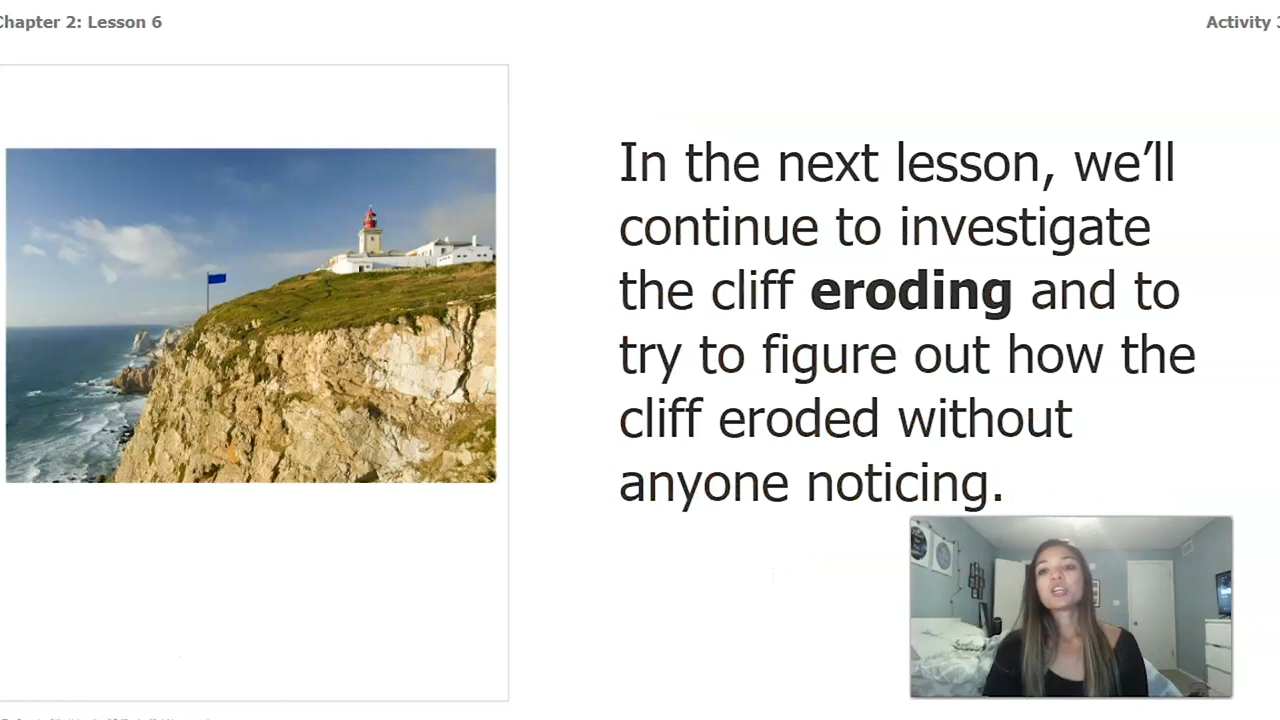 Chapter 2: Lesson 6
Activity 3
In the next lesson, we’ll
continue to investigate
the cliff eroding and to
try to figure out how the
cliff eroded without
anyone noticing.